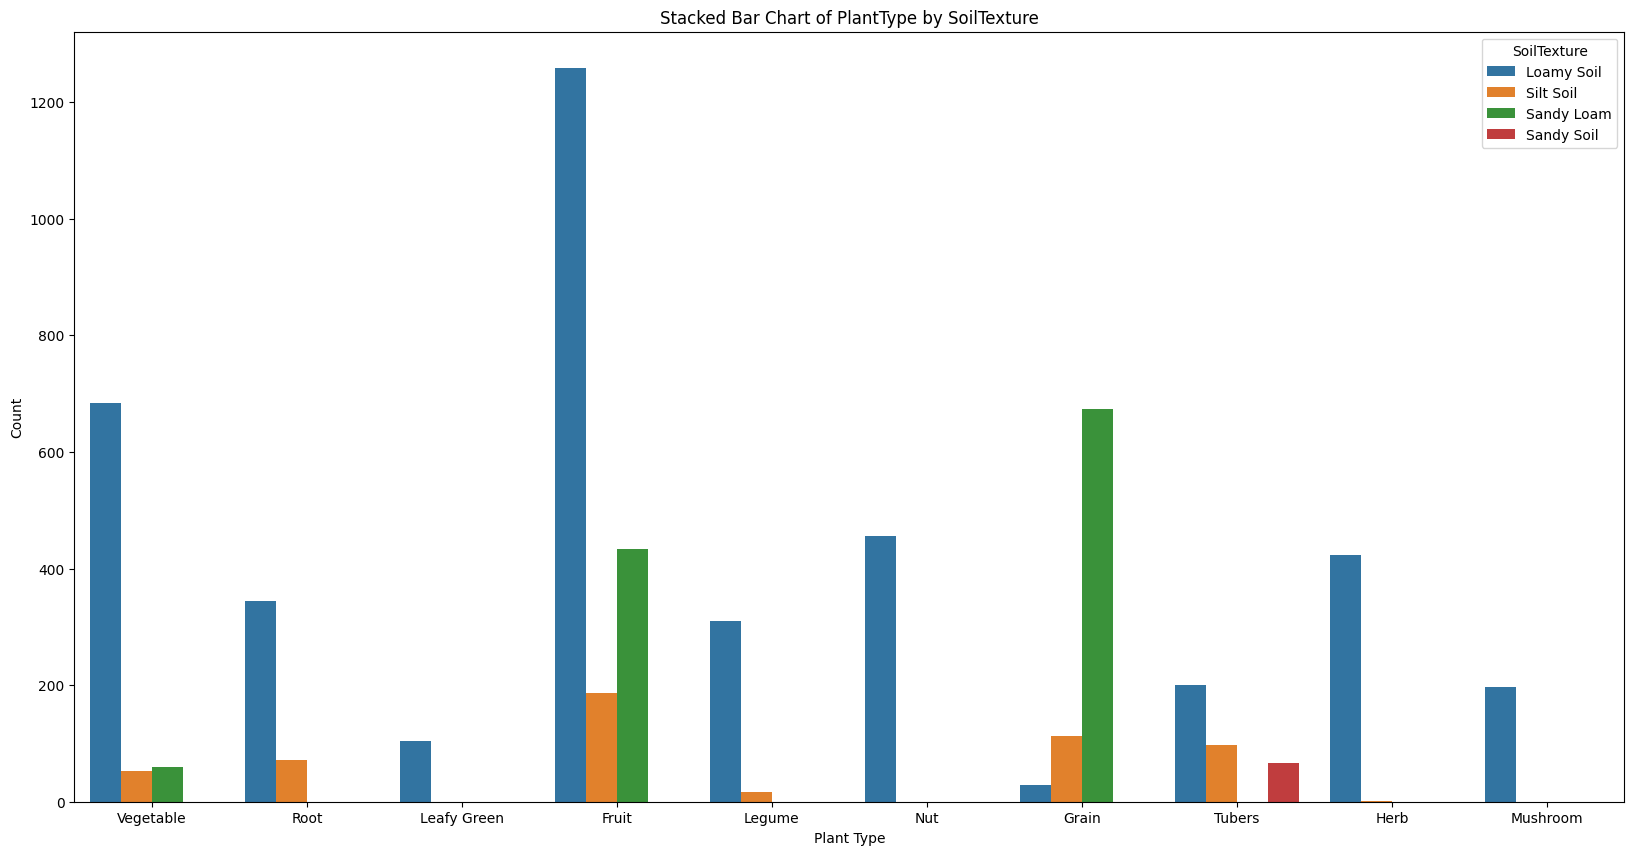 Stacked Bar Chart of PlantType by SoilTexture
SoilTexture
Loamy Soil
Silt Soil
Sandy Loam
Sandy Soil
Count
1200
1000
800
600
400
200
0
Vegetable Root Leafy Green Fruit Legume Nut Grain Tubers Herb Mushroom
Plant Type